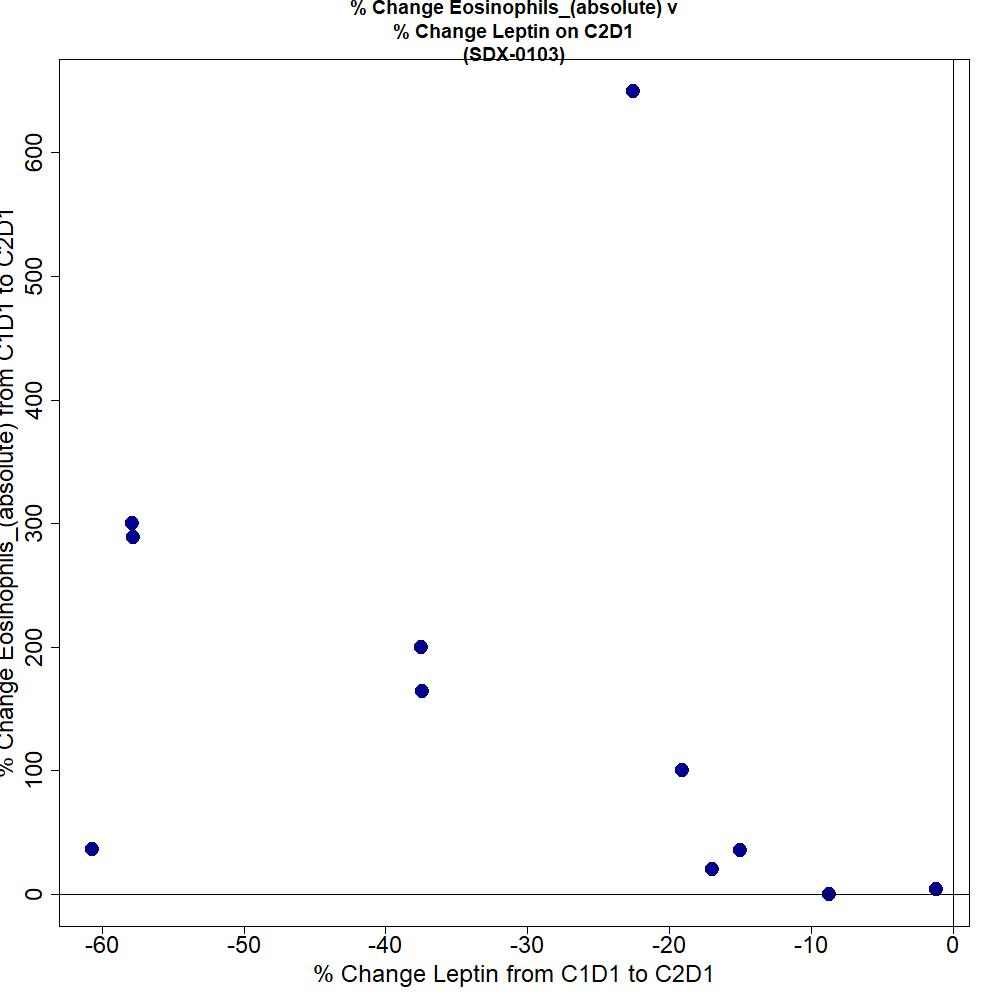 % Change Eosinophils_(absolute) v
% Change Leptin on C2D1
(SDX-0103)
% Change Eosinophils_(absolute) from C1D1 to C2D1
600
500
400
300
200
100
0
-60
-50
-40
-30
-20
-10
0
% Change Leptin from C1D1 to C2D1